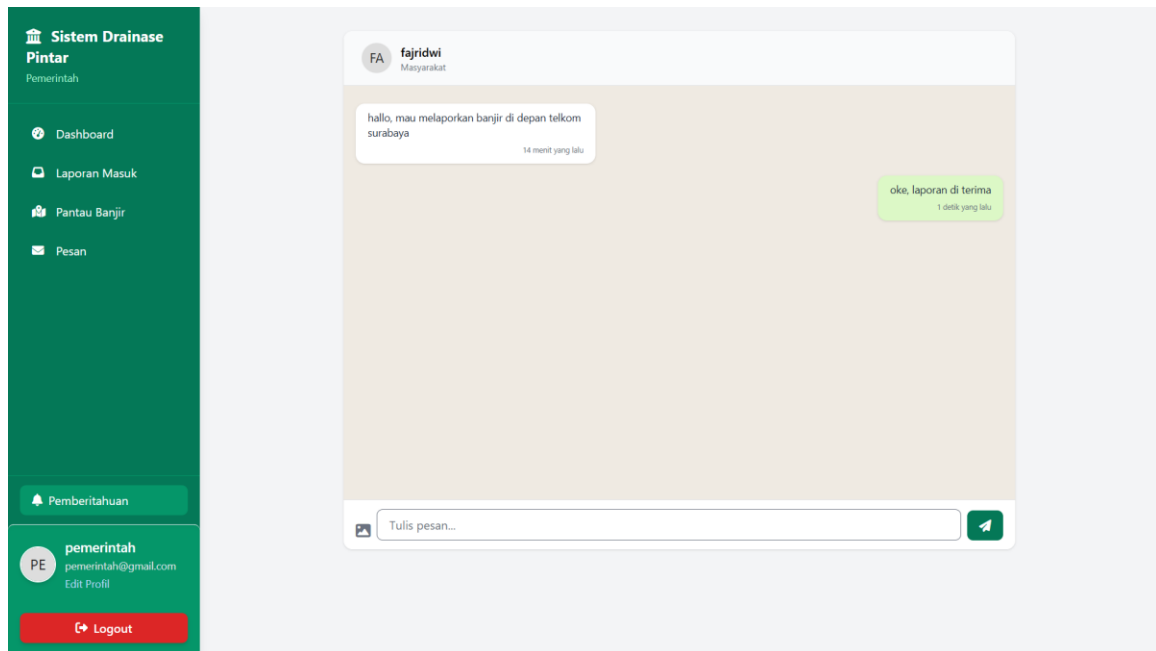 Sistem Drainase
Pintar
Pemerintah
Dashboard
Laporan Masuk
Pantau Banjir
Pesan
Pemberitahuan
PE
pemerintah
pemerintah@gmail.com
Edit Profil
Logout
FA
fajridwi
Masyarakat
hallo, mau melaporkan banjir di depan telkom
surabaya
14 menit yang lalu
oke, laporan di terima
1 detik yang lalu
Tulis pesan...